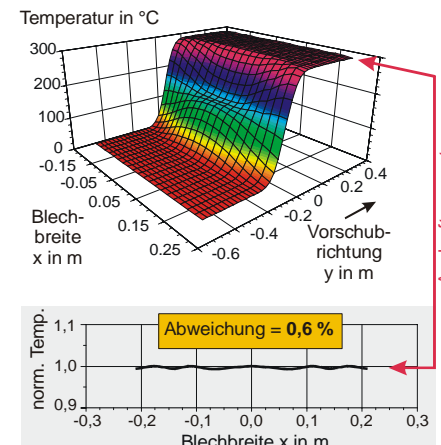 Temperatur in °C
300
200
100
0
-0.15
-0.05
0.05
0.15
0.25
-0.6
-0.4
-0.2
0
0.2
0.4
Blech-
breite
x in m
Vorschub-
richtung
y in m
norm. Temp.
1,1
1,0
0,9
Abweichung = 0,6 %
-0,3
-0,2
-0,1
0,0
0,1
0,2
0,3
Blechbreite x in m